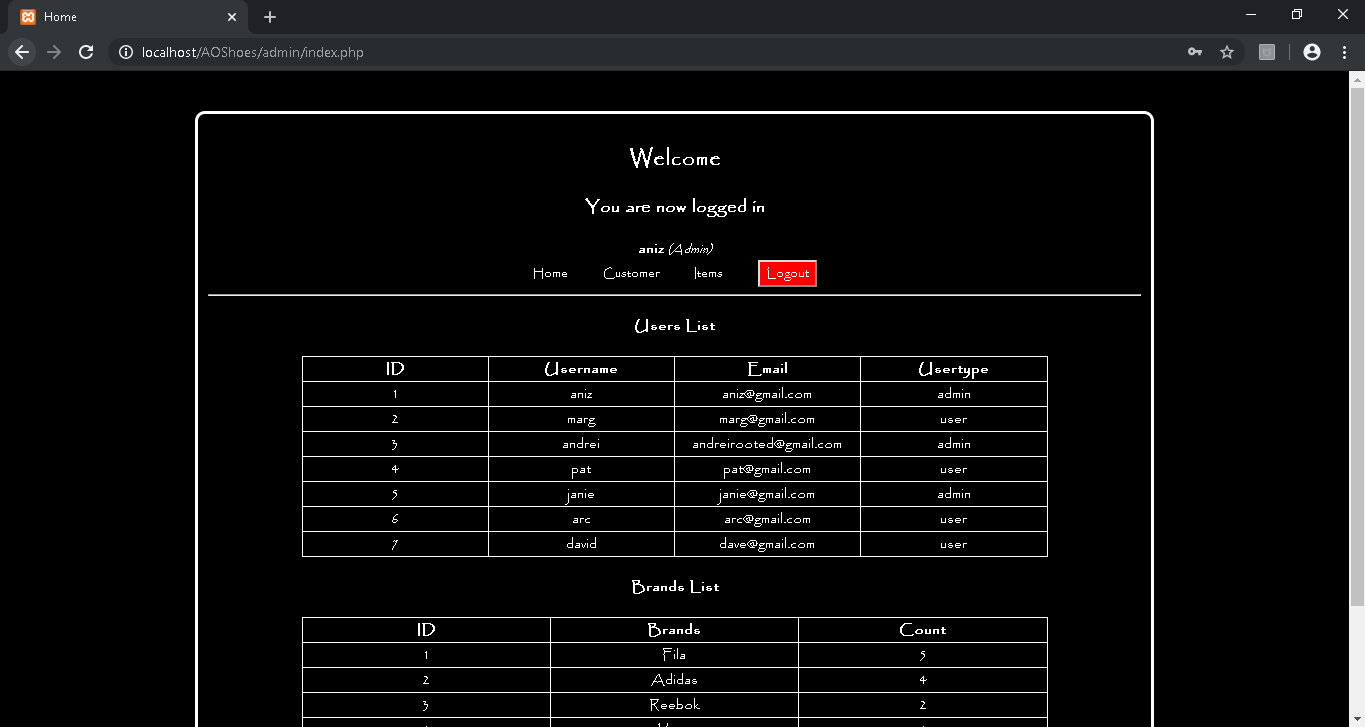 Home
localhost/AOShoes/admin/index.php
Welcome
You are now logged in
aniz (Admin)
Home Customer Items Logout
Users List
ID Username Email Usertype
1 aniz aniz@gmail.com admin
2 marg marg@gmail.com user
3 andrei andreirooted@gmail.com admin
4 pat pat@gmail.com user
5 janie janie@gmail.com admin
6 arc arc@gmail.com user
7 david dave@gmail.com user
Brands List
ID Brands Count
1 Fila 5
2 Adidas 4
3 Reebok 2